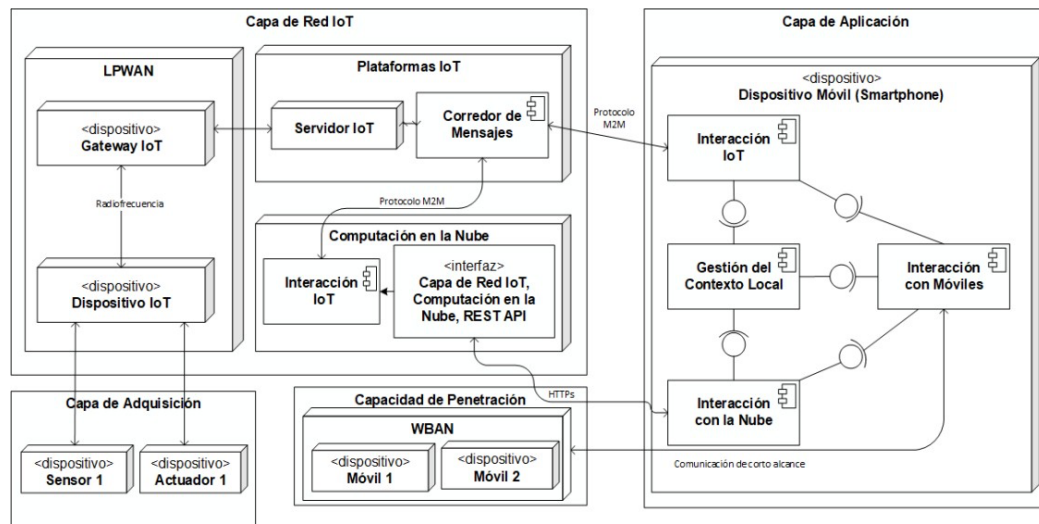 Capa de Red IoT
LPWAN
<dispositivo>
Gateway IoT
Radiofrecuencia
<dispositivo>
Dispositivo IoT
Plataformas IoT
Servidor IoT
Corredor de
Mensajes
Protocolo M2M
Computación en la Nube
Interacción
IoT
<interfaz>
Capa de Red IoT,
Computación en la
Nube, REST API
Capa de Adquisición
<dispositivo>
Sensor 1
<dispositivo>
Actuador 1
Capacidad de Penetración
WBAN
<dispositivo>
Móvil 1
<dispositivo>
Móvil 2
Protocolo
M2M
HTTPs
Comunicación de corto alcance
Capa de Aplicación
<dispositivo>
Dispositivo Móvil (Smartphone)
Interacción
IoT
Gestión del
Contexto Local
Interacción
con Móviles
Interacción
con la Nube